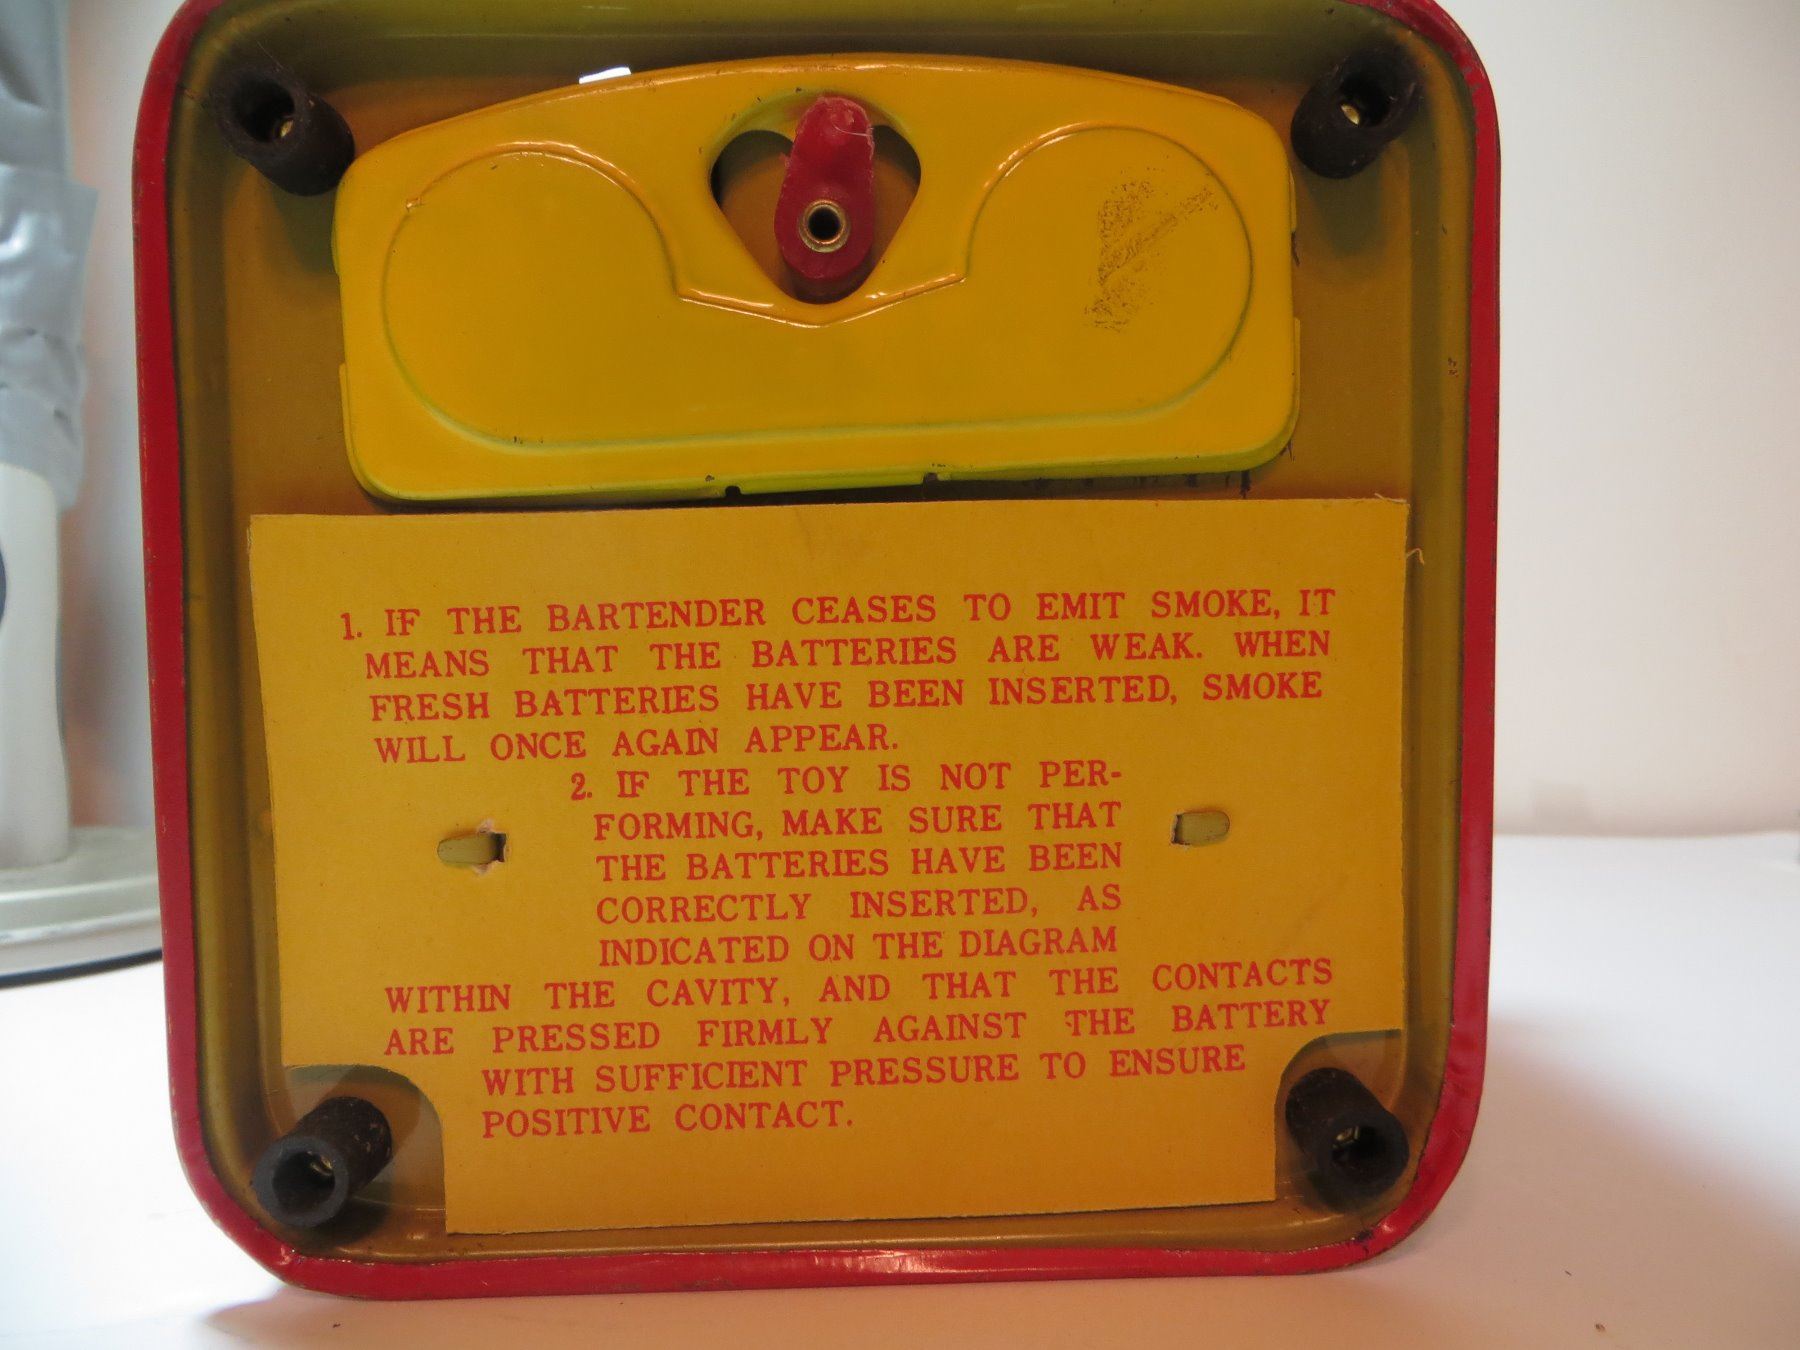 1. IF THE BARTENDER CEASES TO EMIT SMOKE, IT
MEANS THAT THE BATTERIES ARE WEAK. WHEN
FRESH BATTERIES HAVE BEEN INSERTED, SMOKE
WILL ONCE AGAIN APPEAR.
2. IF THE TOY IS NOT PER-
FORMING, MAKE SURE THAT
THE BATTERIES HAVE BEEN
CORRECTLY INSERTED, AS
INDICATED ON THE DIAGRAM
WITHIN THE CAVITY, AND THAT THE CONTACTS
ARE PRESSED FIRMLY AGAINST THE BATTERY
WITH SUFFICIENT PRESSURE TO ENSURE
POSITIVE CONTACT.